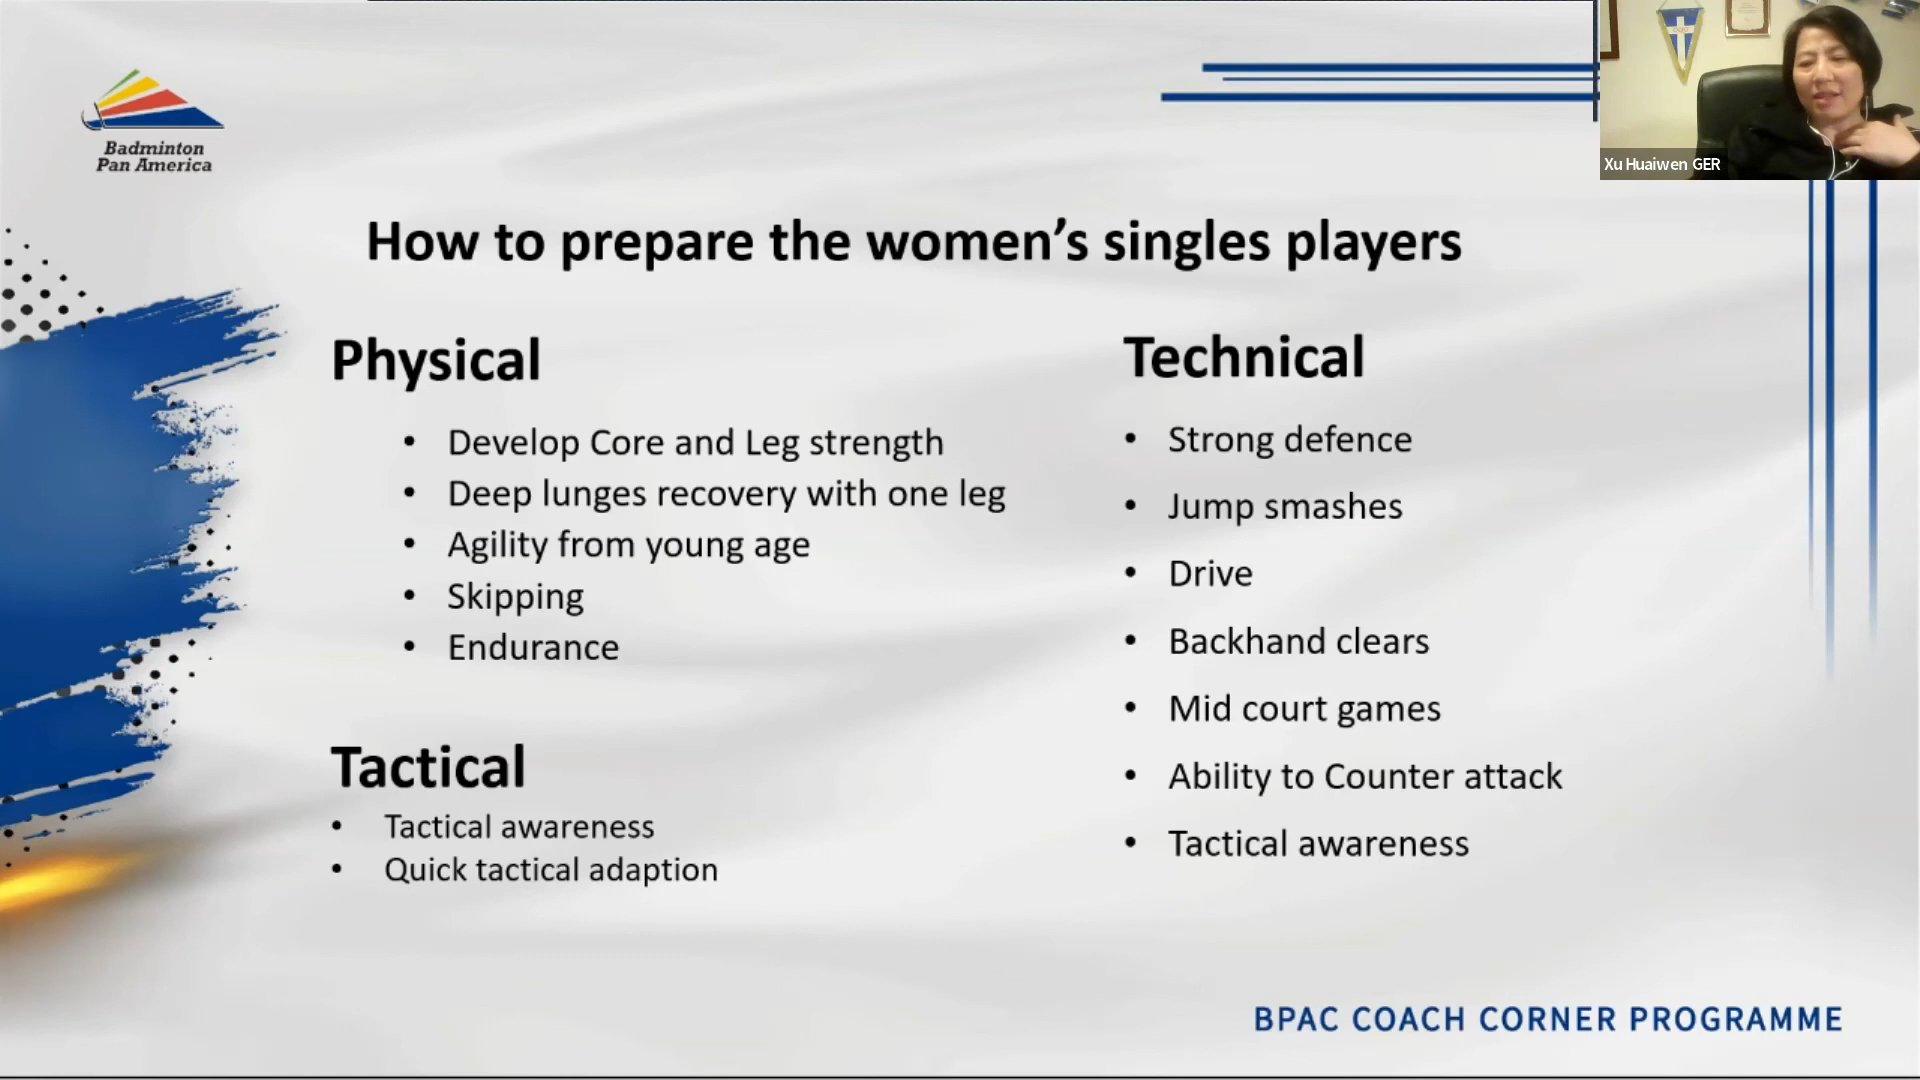 Badminton
Pan America
Xu Huaiwen GER
How to prepare the women’s singles players
Physical
• Develop Core and Leg strength
• Deep lunges recovery with one leg
• Agility from young age
• Skipping
• Endurance
Tactical
• Tactical awareness
• Quick tactical adaption
Technical
• Strong defence
• Jump smashes
• Drive
• Backhand clears
• Mid court games
• Ability to Counter attack
• Tactical awareness
BPAC COACH CORNER PROGRAMME